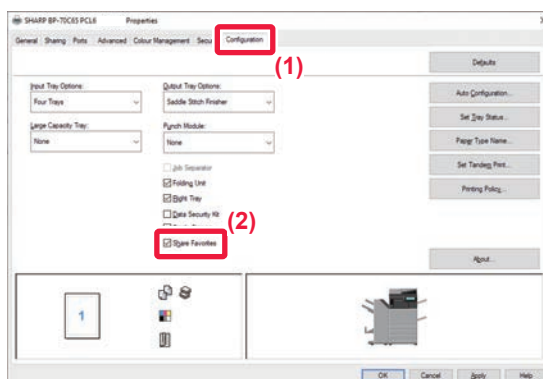 SHARP BP-70C65 PCL6 Properties
General Sharing Ports Advanced Colour Management Secu Configuration
(1)
Defaults
Input Tray Options:
Output Tray Options:
Four Trays
Saddle Stitch Finisher
Auto Configuration...
Set Tray Status...
Large Capacity Tray:
Punch Module:
None
None
Paper Type Name...
Job Separator
Set Tandem Print...
Folding Unit
Right Tray
Printing Policy...
Data Security Kit
(2)
Share Favorites
About...
1
OK Cancel Apply Help